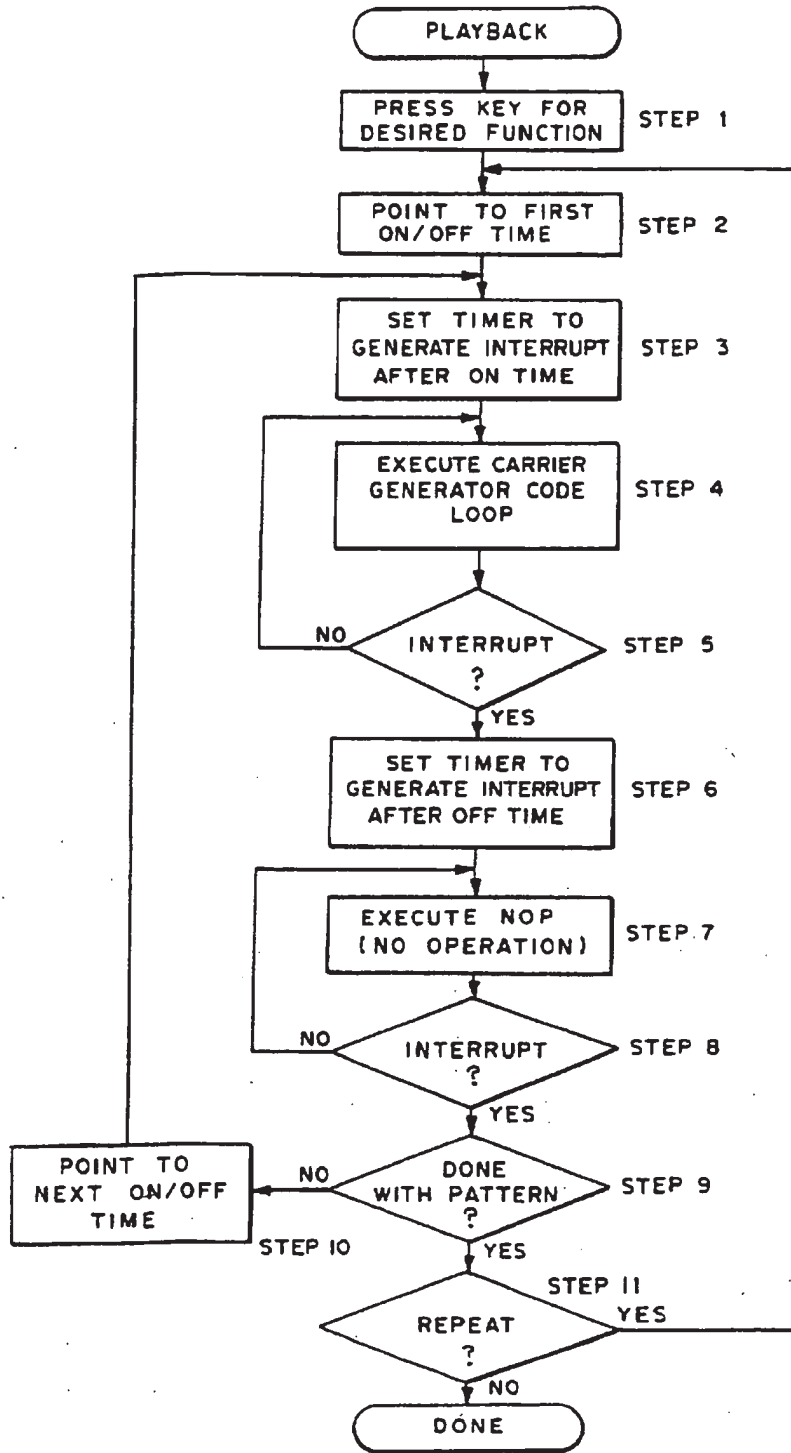 PLAYBACK
PRESS KEY FOR
DESIRED FUNCTION
STEP 1
POINT TO FIRST
ON/OFF TIME
STEP 2
SET TIMER TO
GENERATE INTERRUPT
AFTER ON TIME
STEP 3
EXECUTE CARRIER
GENERATOR CODE
LOOP
STEP 4
NO
INTERRUPT
?
STEP 5
YES
SET TIMER TO
GENERATE INTERRUPT
AFTER OFF TIME
STEP 6
EXECUTE NOP
(NO OPERATION)
STEP 7
NO
INTERRUPT
?
STEP 8
YES
POINT TO
NEXT ON/OFF
TIME
STEP 10
NO
DONE
WITH PATTERN
?
STEP 9
YES
STEP 11
REPEAT
?
YES
NO
DONE